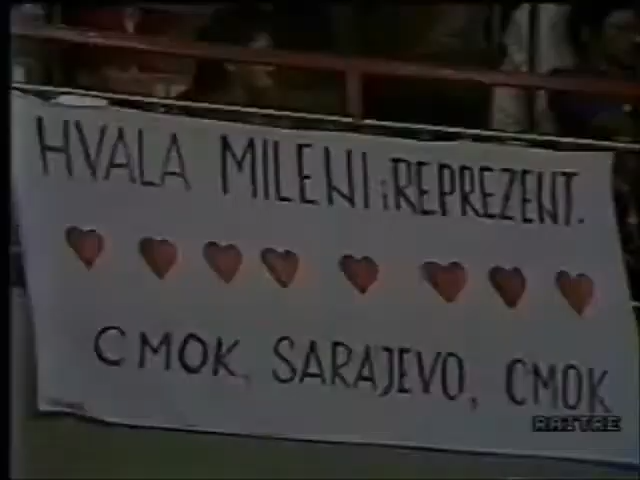 HVALA MILENI i REPREZENT.
CMOK, SARAJEVO, CMOK
RAITRE